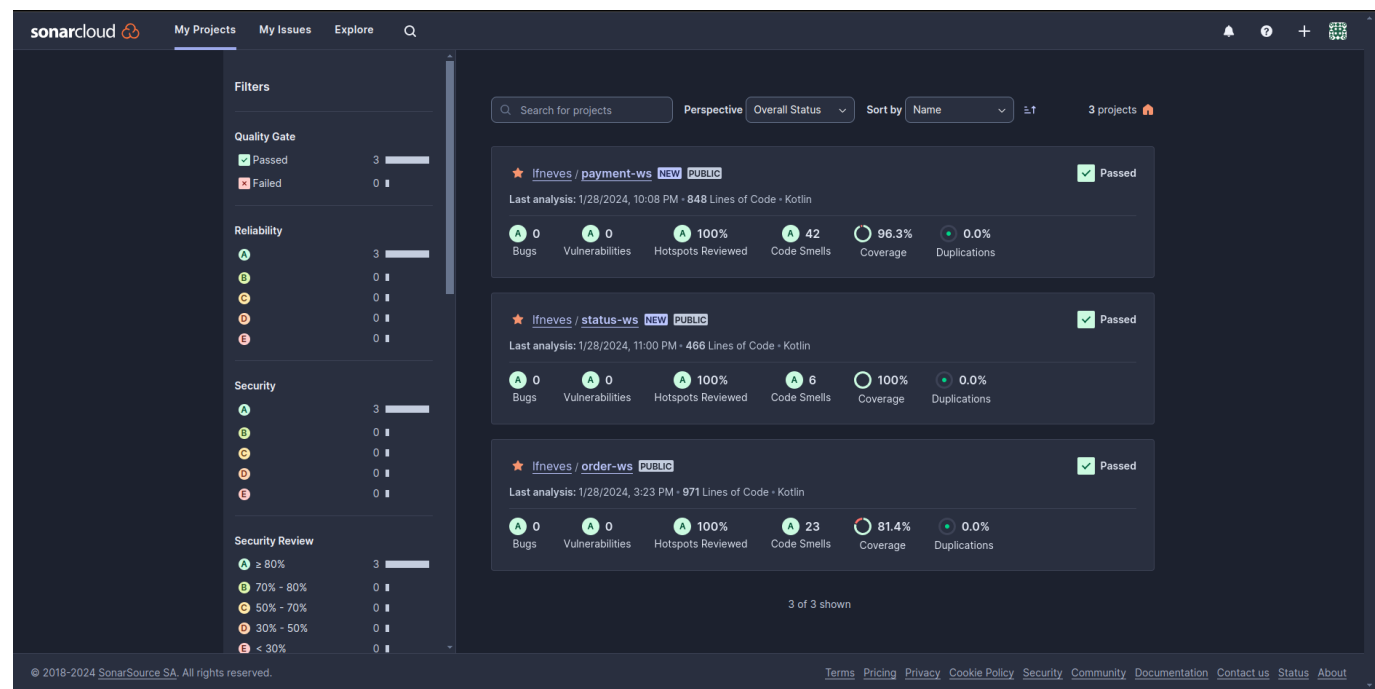 sonarcloud My Projects My Issues Explore
Filters
Quality Gate
Passed 3
Failed 0
Reliability
A 3
B 0
C 0
D 0
E 0
Security
A 3
B 0
C 0
D 0
E 0
Security Review
A ≥ 80% 3
B 70% - 80% 0
C 50% - 70% 0
D 30% - 50% 0
E < 30% 0
Search for projects Perspective Overall Status Sort by Name 3 projects
lfneves / payment-ws NEW PUBLIC Passed
Last analysis: 1/28/2024, 10:08 PM • 848 Lines of Code • Kotlin
A 0 A 0 A 100% A 42 96.3% 0.0%
Bugs Vulnerabilities Hotspots Reviewed Code Smells Coverage Duplications
lfneves / status-ws NEW PUBLIC Passed
Last analysis: 1/28/2024, 11:00 PM • 466 Lines of Code • Kotlin
A 0 A 0 A 100% A 6 100% 0.0%
Bugs Vulnerabilities Hotspots Reviewed Code Smells Coverage Duplications
lfneves / order-ws PUBLIC Passed
Last analysis: 1/28/2024, 3:23 PM • 971 Lines of Code • Kotlin
A 0 A 0 A 100% A 23 81.4% 0.0%
Bugs Vulnerabilities Hotspots Reviewed Code Smells Coverage Duplications
3 of 3 shown
© 2018-2024 SonarSource SA. All rights reserved. Terms Pricing Privacy Cookie Policy Security Community Documentation Contact us Status About